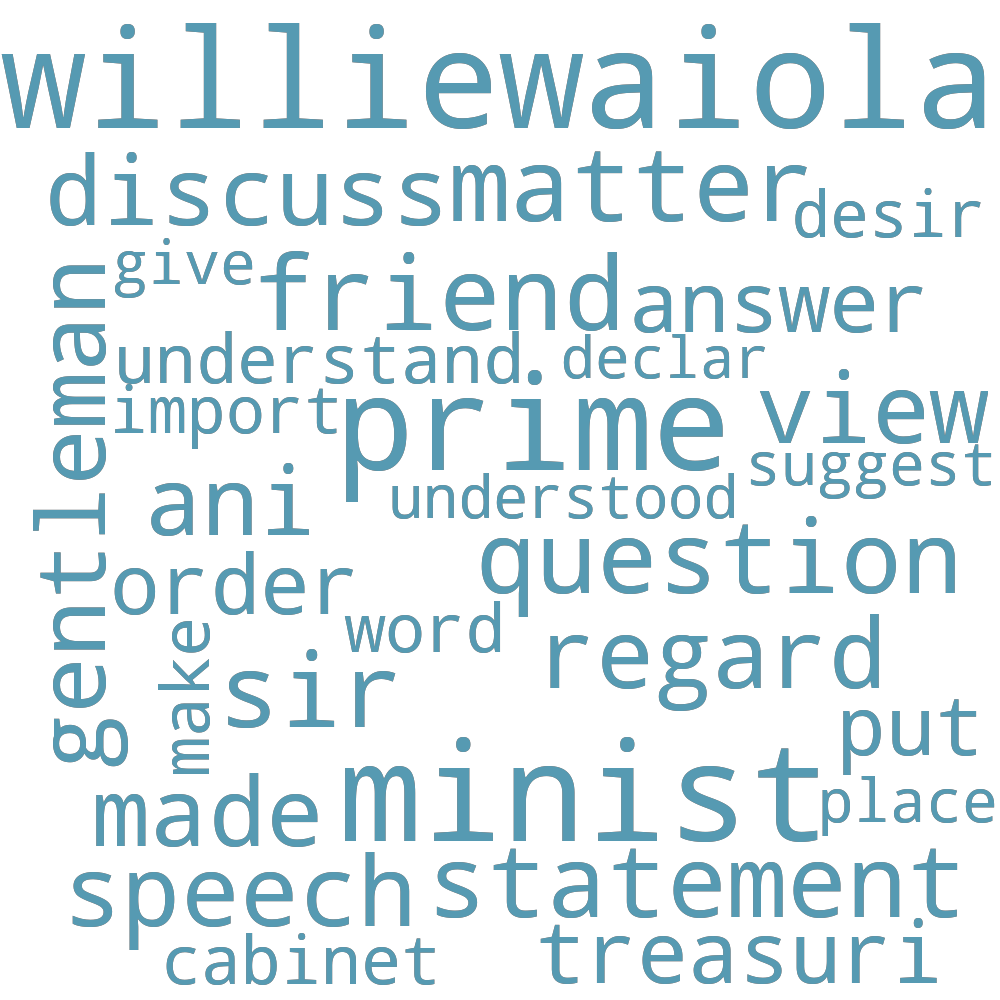 williewaiola
discuss matter desir
give friend answer
gentleman
understand declar
import prime view
suggest
ani understood
question
order
word
make
sir regard
put
made minist place
speech statement
cabinet treasuri